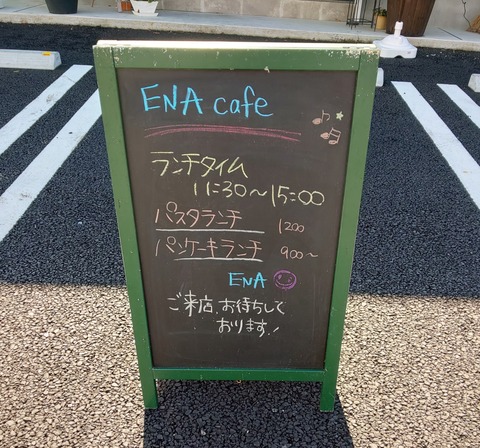 ENA cafe
ランチタイム
11:30〜15:00
パスタランチ 1200
パンケーキランチ 900〜
ENA
ご来店、お待ちして
おります!